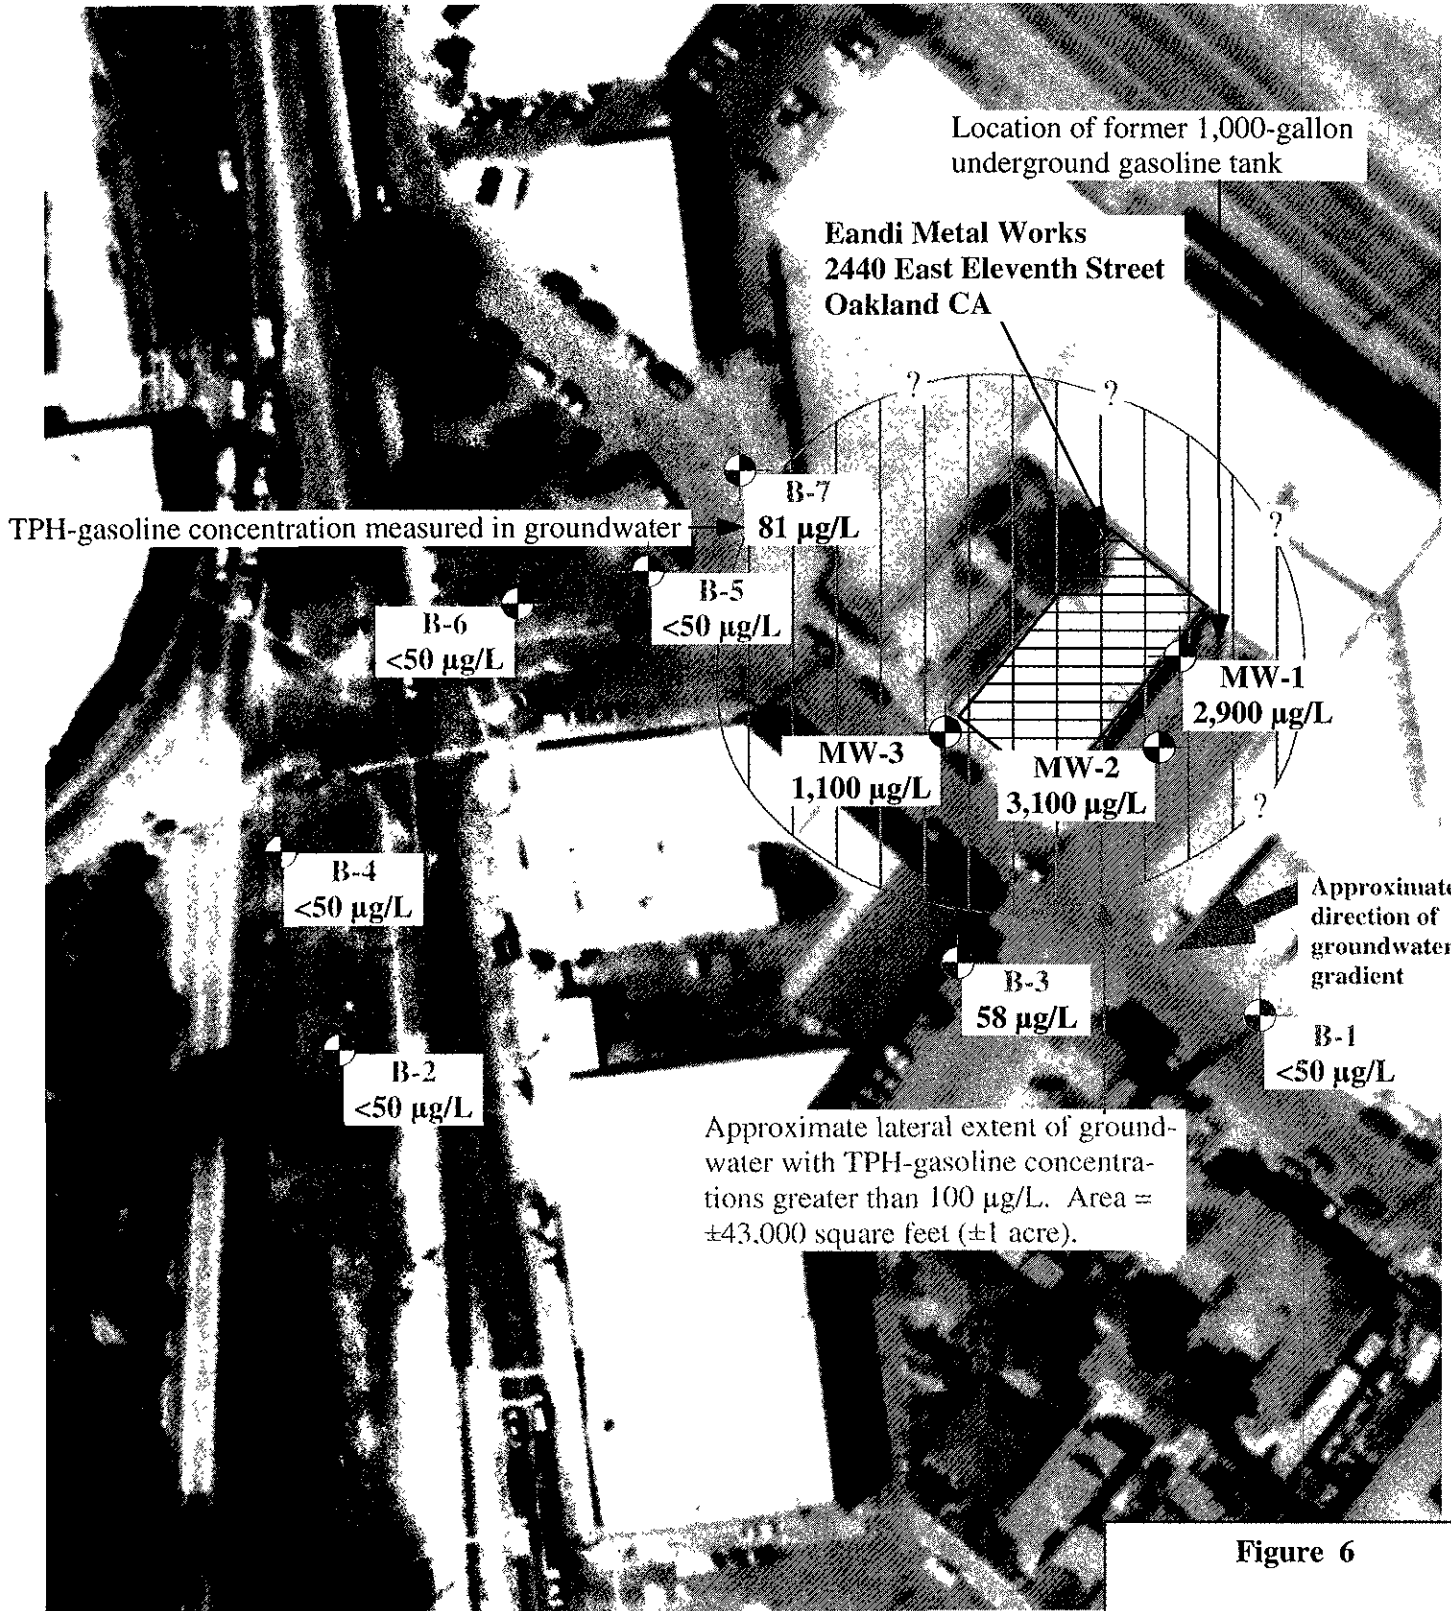 Location of former 1,000-gallon
underground gasoline tank
Eandi Metal Works
2440 East Eleventh Street
Oakland CA
?
?
B-7
81 µg/L
TPH-gasoline concentration measured in groundwater
?
B-5
<50 µg/L
B-6
<50 µg/L
MW-1
2,900 µg/L
MW-3
1,100 µg/L
MW-2
3,100 µg/L
?
B-4
<50 µg/L
Approximate
direction of
groundwater
gradient
B-3
58 µg/L
B-1
<50 µg/L
B-2
<50 µg/L
Approximate lateral extent of ground-
water with TPH-gasoline concentra-
tions greater than 100 µg/L. Area =
±43,000 square feet (±1 acre).
Figure 6